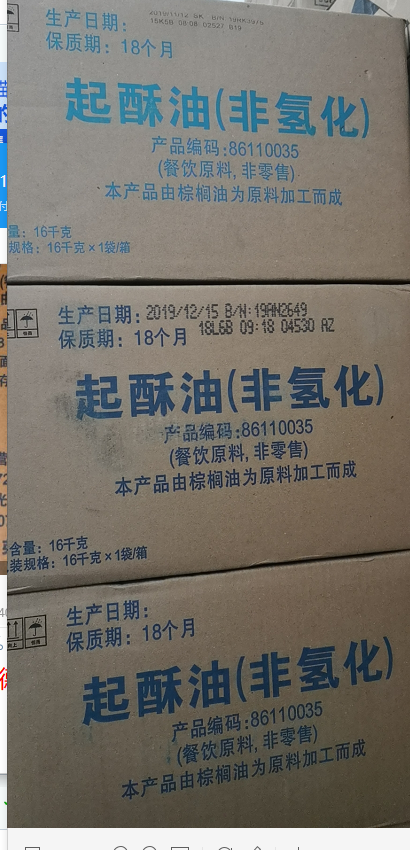 生产日期:
保质期: 18个月
起酥油(非氢化)
产品编码:86110035
(餐饮原料, 非零售)
本产品由棕榈油为原料加工而成
量: 16千克
规格: 16千克×1袋/箱
生产日期: 2019/12/15 B/N:19AN2649
保质期: 18个月 18L6B 09:18 04530 AZ
起酥油(非氢化)
产品编码:86110035
(餐饮原料, 非零售)
本产品由棕榈油为原料加工而成
含量: 16千克
装规格: 16千克×1袋/箱
生产日期:
保质期: 18个月
起酥油(非氢化)
产品编码:86110035
(餐饮原料, 非零售)
本产品由棕榈油为原料加工而成